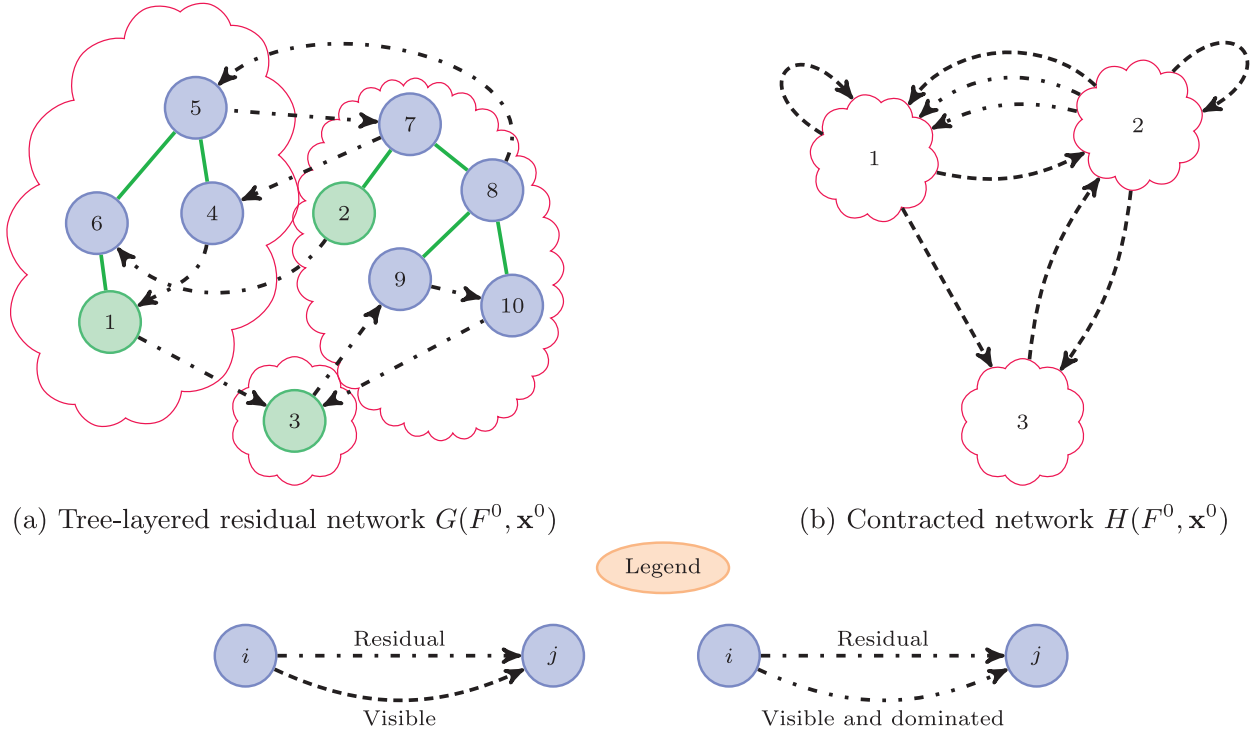 5
7
8
6
4
2
9
10
1
3
1
2
3
(a) Tree-layered residual network G(F⁰, x⁰)
(b) Contracted network H(F⁰, x⁰)
Legend
i
Residual
j
Visible
i
Residual
j
Visible and dominated